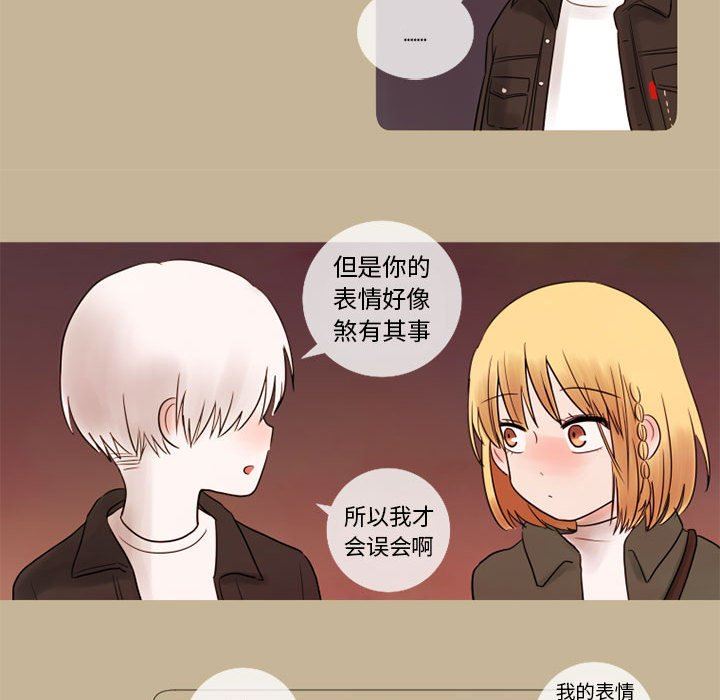 ……
但是你的
表情好像
煞有其事
所以我才
会误会啊
我的表情